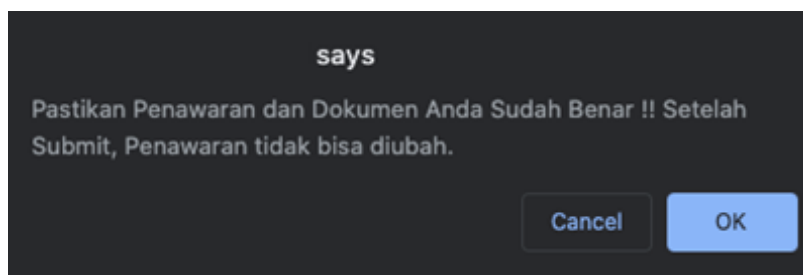 says
Pastikan Penawaran dan Dokumen Anda Sudah Benar !! Setelah
Submit, Penawaran tidak bisa diubah.
Cancel
OK